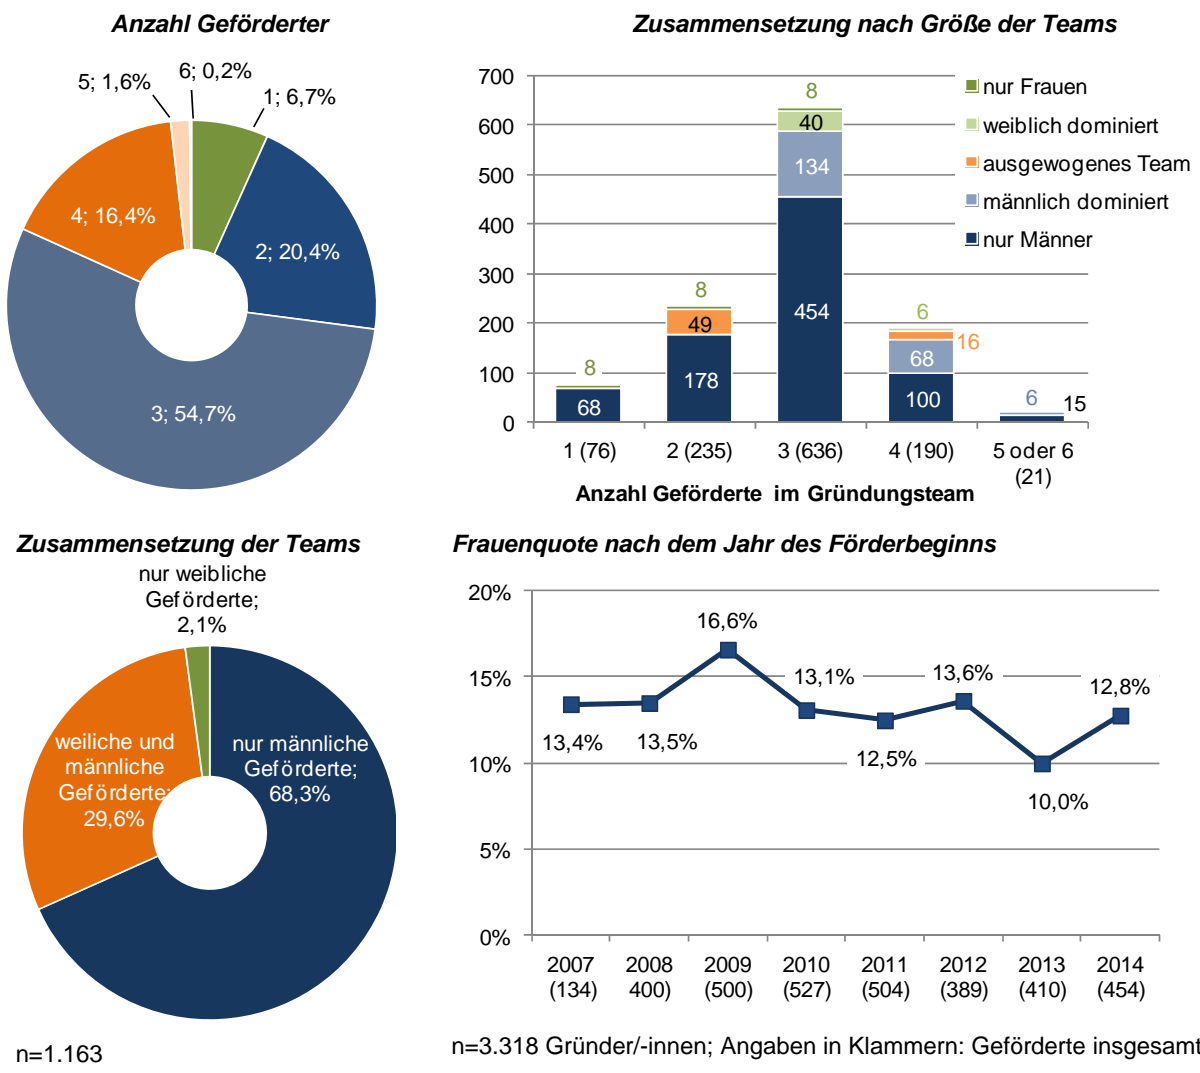 Anzahl Geförderter
5; 1,6%
6; 0,2%
1; 6,7%
4; 16,4%
2; 20,4%
3; 54,7%
Zusammensetzung nach Größe der Teams
700
600
500
400
300
200
100
0
nur Frauen
weiblich dominiert
ausgewogenes Team
männlich dominiert
nur Männer
8
68
8
49
178
8
40
134
454
6
16
68
100
6
15
1 (76)
2 (235)
3 (636)
4 (190)
5 oder 6
(21)
Anzahl Geförderte im Gründungsteam
Zusammensetzung der Teams
nur weibliche
Geförderte;
2,1%
weiliche und
männliche
Geförderte;
29,6%
nur männliche
Geförderte;
68,3%
n=1.163
Frauenquote nach dem Jahr des Förderbeginns
20%
15%
10%
5%
0%
13,4%
13,5%
16,6%
13,1%
12,5%
13,6%
10,0%
12,8%
2007 2008 2009 2010 2011 2012 2013 2014
(134) 400) (500) (527) (504) (389) (410) (454)
n=3.318 Gründer/-innen; Angaben in Klammern: Geförderte insgesamt